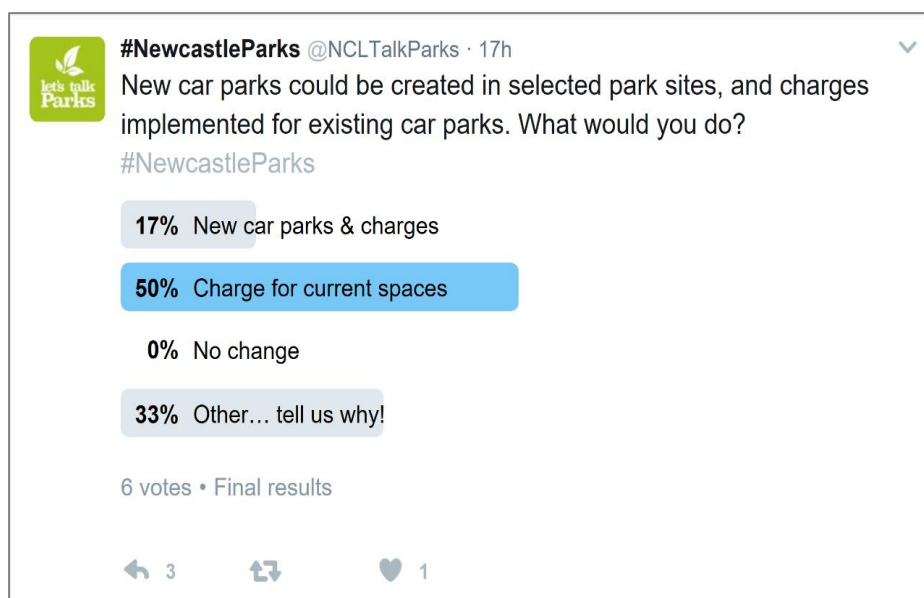 #NewcastleParks @NCLTalkParks · 17h
let's talk
Parks
New car parks could be created in selected park sites, and charges
implemented for existing car parks. What would you do?
#NewcastleParks
17% New car parks & charges
50% Charge for current spaces
0% No change
33% Other... tell us why!
6 votes • Final results
3 1